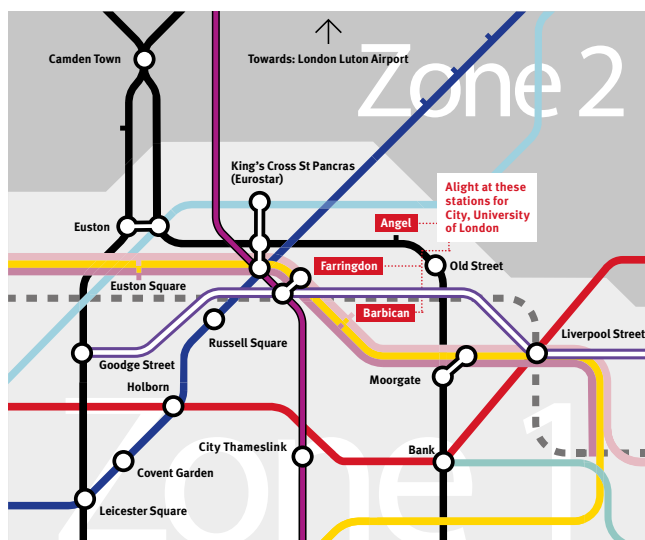 Camden Town
Towards: London Luton Airport
Zone 2
King's Cross St Pancras
(Eurostar)
Alight at these
stations for
City, University
of London
Angel
Euston
Farringdon
Old Street
Euston Square
Barbican
Liverpool Street
Russell Square
Goodge Street
Moorgate
Holborn
Zone 1
City Thameslink
Bank
Covent Garden
Leicester Square